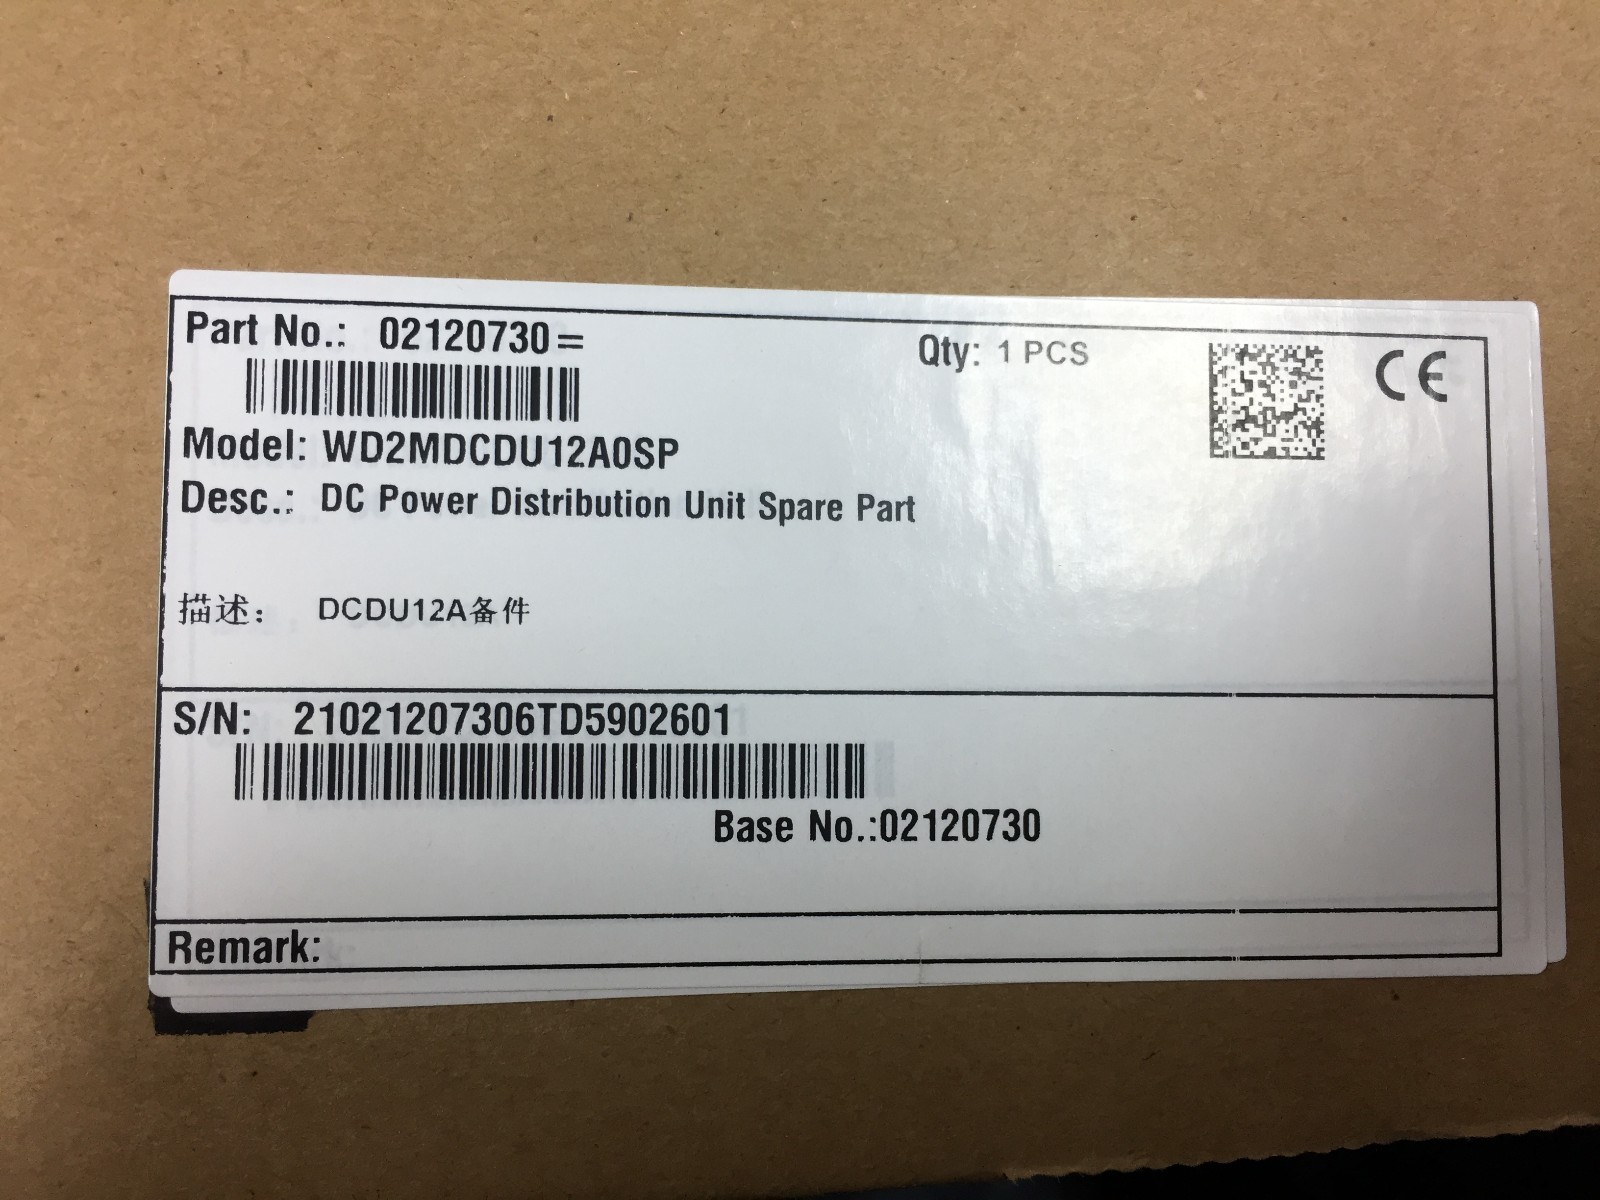 Part No.: 02120730=
Qty: 1 PCS
CE
Model: WD2MDCDU12A0SP
Desc.: DC Power Distribution Unit Spare Part
描述: DCDU12A备件
S/N: 21021207306TD5902601
Base No.:02120730
Remark: